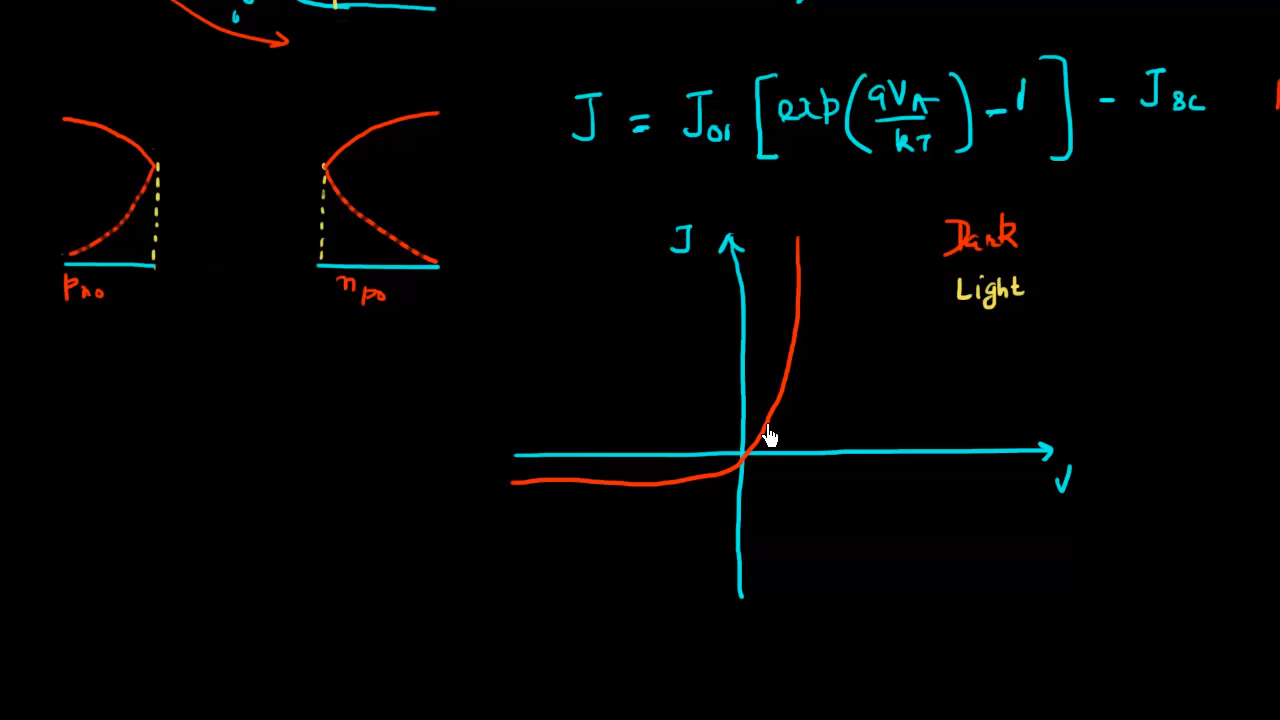 J = J01 [exp(qVA/kT) - 1] - JSC
J
Dark
Light
pn0
np0
V